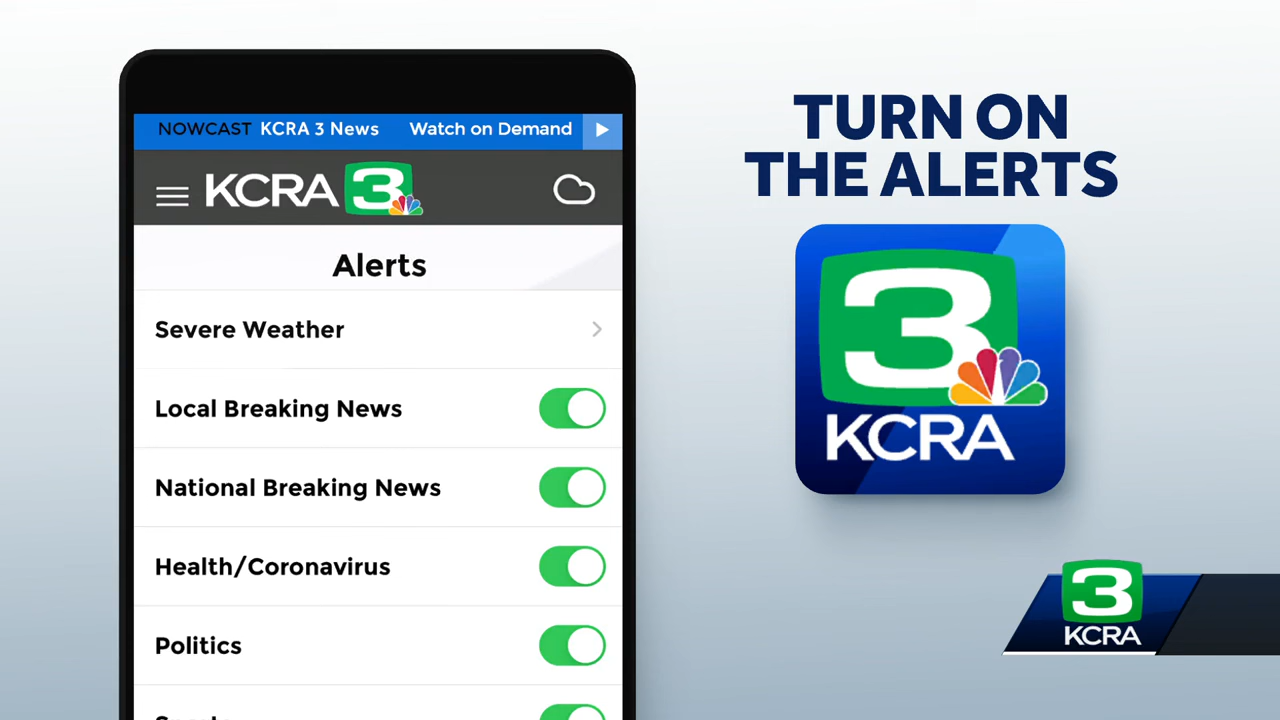 NOWCAST KCRA 3 News Watch on Demand
KCRA 3
Alerts
Severe Weather
Local Breaking News
National Breaking News
Health/Coronavirus
Politics
TURN ON
THE ALERTS
3
KCRA
3
KCRA